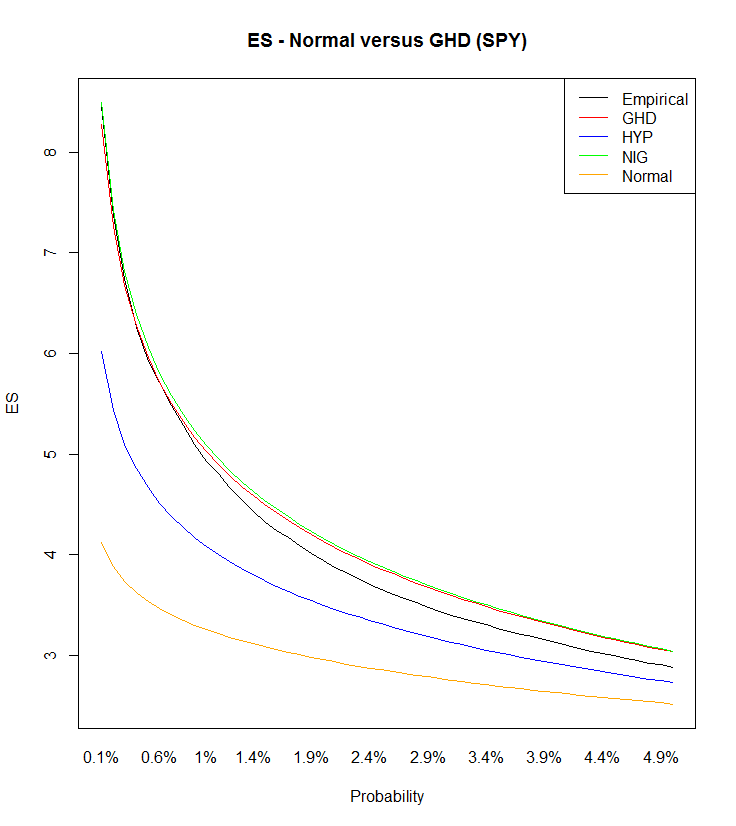 ES - Normal versus GHD (SPY)
Empirical
GHD
HYP
NIG
Normal
8
7
6
5
4
3
ES
0.1% 0.6% 1% 1.4% 1.9% 2.4% 2.9% 3.4% 3.9% 4.4% 4.9%
Probability